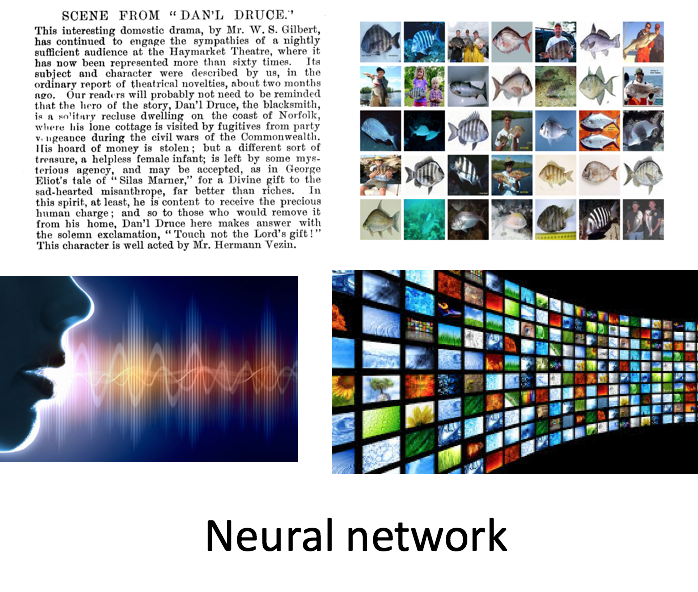 SCENE FROM “DAN'L DRUCE.”
This interesting domestic drama, by Mr. W. S. Gilbert,
has continued to engage the sympathies of a nightly
sufficient audience at the Haymarket Theatre, where it
has now been represented more than sixty times. Its
subject and character were described by us, in the
ordinary report of theatrical novelties, about two months
ago. Our readers will probably not need to be reminded
that the hero of the story, Dan'l Druce, the blacksmith,
is a solitary recluse dwelling on the coast of Norfolk,
where his lone cottage is visited by fugitives from party
vengeance during the civil wars of the Commonwealth.
His hoard of money is stolen; but a different sort of
treasure, a helpless female infant; is left by some mys-
terious agency, and may be accepted, as in George
Eliot's tale of “Silas Marner,” for a Divine gift to the
sad-hearted misanthrope, far better than riches. In
this spirit, at least, he is content to receive the precious
human charge; and so to those who would remove it
from his home, Dan'l Druce here makes answer with
the solemn exclamation, “Touch not the Lord's gift!”
This character is well acted by Mr. Hermann Vezin.
Neural network